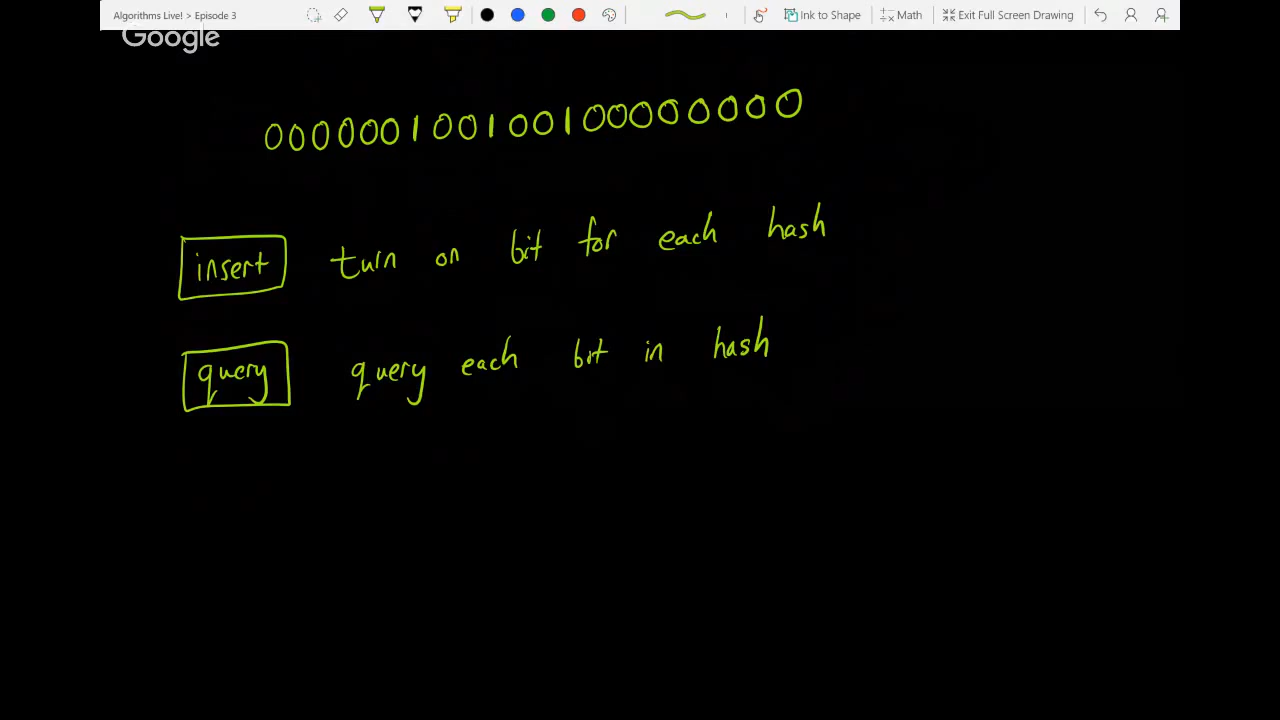 Algorithms Live! > Episode 3
Ink to Shape
Math
Exit Full Screen Drawing
Google
000000100100100000000
insert turn on bit for each hash
query query each bit in hash